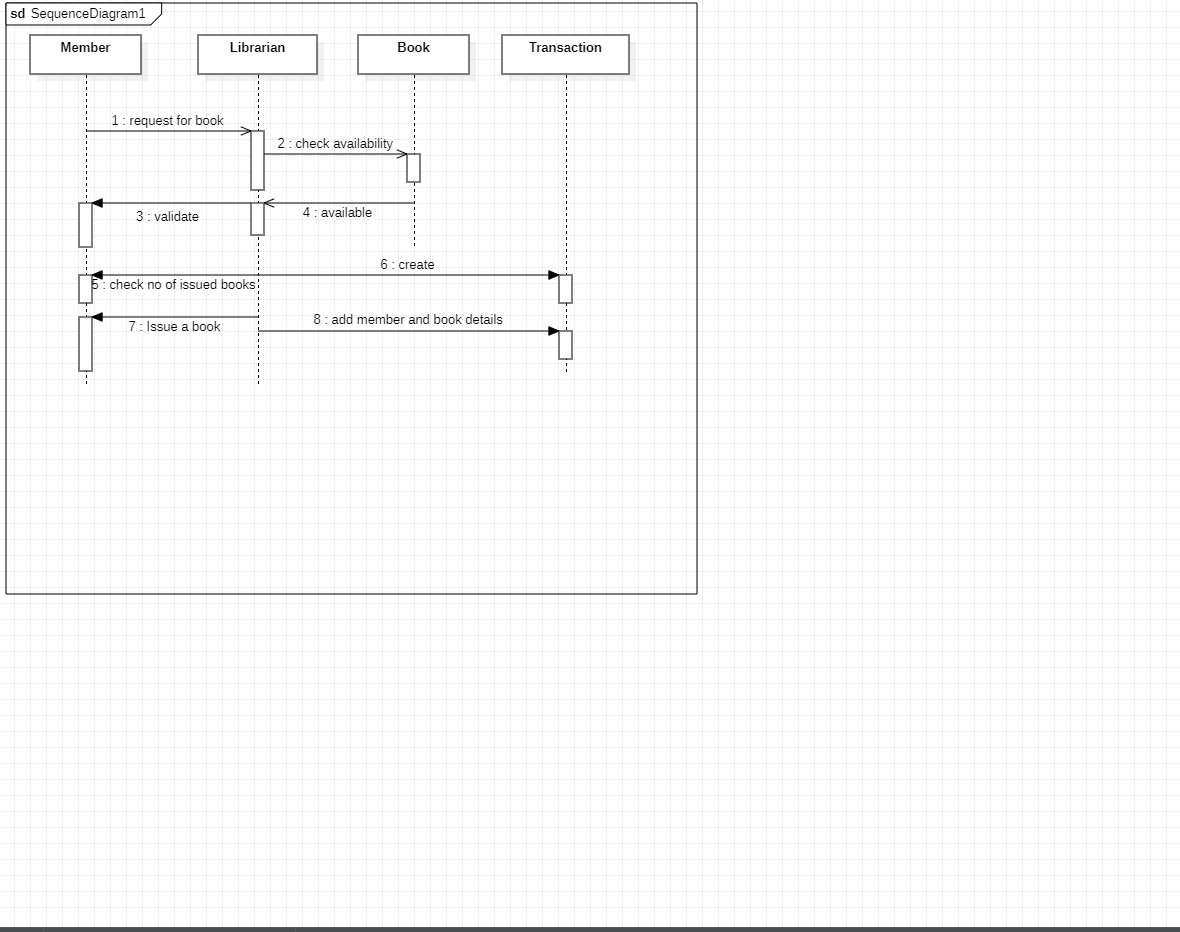 sd SequenceDiagram1
Member
Librarian
Book
Transaction
1 : request for book
2 : check availability
3 : validate
4 : available
6 : create
5 : check no of issued books
7 : Issue a book
8 : add member and book details